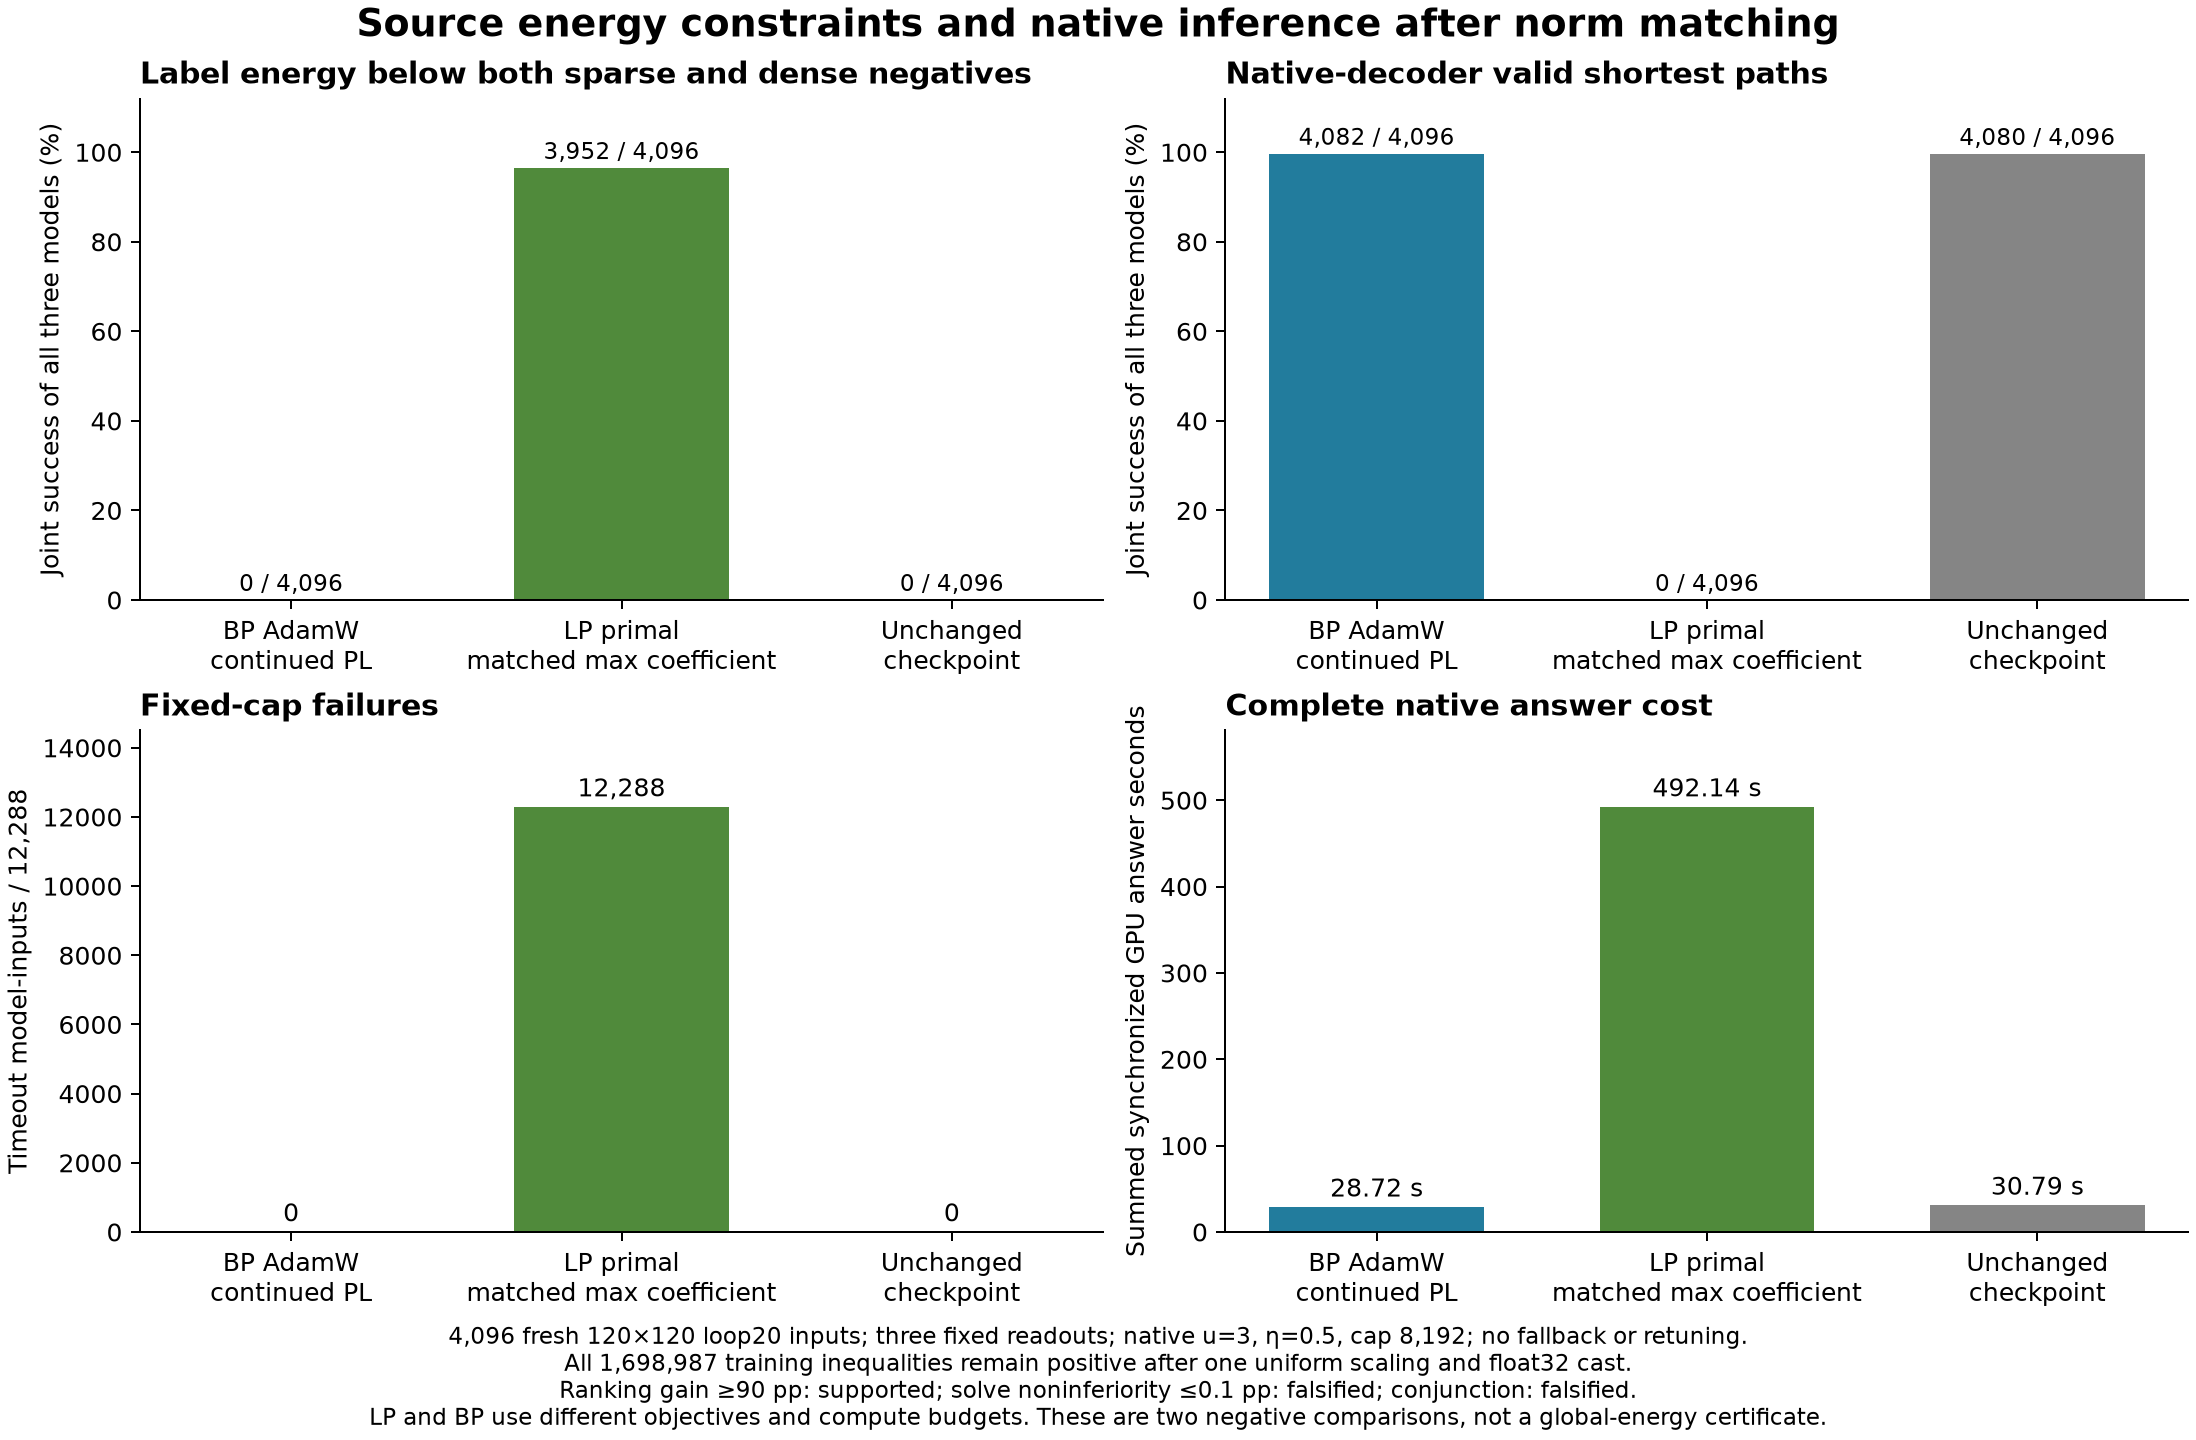 Source energy constraints and native inference after norm matching
Label energy below both sparse and dense negatives
Joint success of all three models (%)
100
80
60
40
20
0
0 / 4,096
3,952 / 4,096
0 / 4,096
BP AdamW
continued PL
LP primal
matched max coefficient
Unchanged
checkpoint
Native-decoder valid shortest paths
Joint success of all three models (%)
100
80
60
40
20
0
4,082 / 4,096
0 / 4,096
4,080 / 4,096
BP AdamW
continued PL
LP primal
matched max coefficient
Unchanged
checkpoint
Fixed-cap failures
Timeout model-inputs / 12,288
14000
12000
10000
8000
6000
4000
2000
0
0
12,288
0
BP AdamW
continued PL
LP primal
matched max coefficient
Unchanged
checkpoint
Complete native answer cost
Summed synchronized GPU answer seconds
500
400
300
200
100
0
28.72 s
492.14 s
30.79 s
BP AdamW
continued PL
LP primal
matched max coefficient
Unchanged
checkpoint
4,096 fresh 120×120 loop20 inputs; three fixed readouts; native u=3, η=0.5, cap 8,192; no fallback or retuning.
All 1,698,987 training inequalities remain positive after one uniform scaling and float32 cast.
Ranking gain ≥90 pp: supported; solve noninferiority ≤0.1 pp: falsified; conjunction: falsified.
LP and BP use different objectives and compute budgets. These are two negative comparisons, not a global-energy certificate.